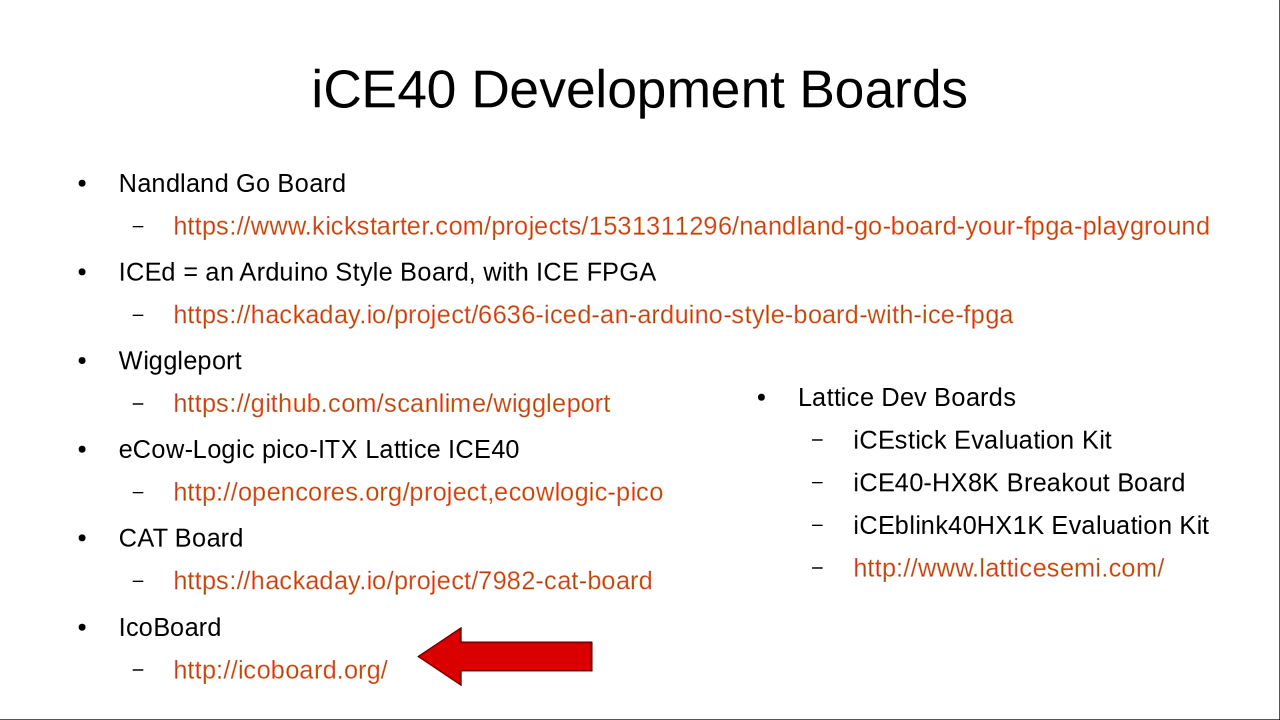 iCE40 Development Boards
• Nandland Go Board
– https://www.kickstarter.com/projects/1531311296/nandland-go-board-your-fpga-playground
• ICEd = an Arduino Style Board, with ICE FPGA
– https://hackaday.io/project/6636-iced-an-arduino-style-board-with-ice-fpga
• Wiggleport
– https://github.com/scanlime/wiggleport
• eCow-Logic pico-ITX Lattice ICE40
– http://opencores.org/project,ecowlogic-pico
• CAT Board
– https://hackaday.io/project/7982-cat-board
• IcoBoard
– http://icoboard.org/
• Lattice Dev Boards
– iCEstick Evaluation Kit
– iCE40-HX8K Breakout Board
– iCEblink40HX1K Evaluation Kit
– http://www.latticesemi.com/